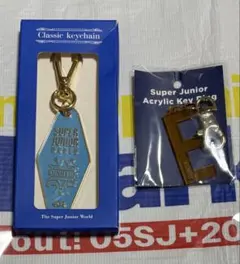 Classic keychain
SUPER
JUNIOR
The Super Junior World
Super Junior
Acrylic Key Ring
E
out! 05SJ+20